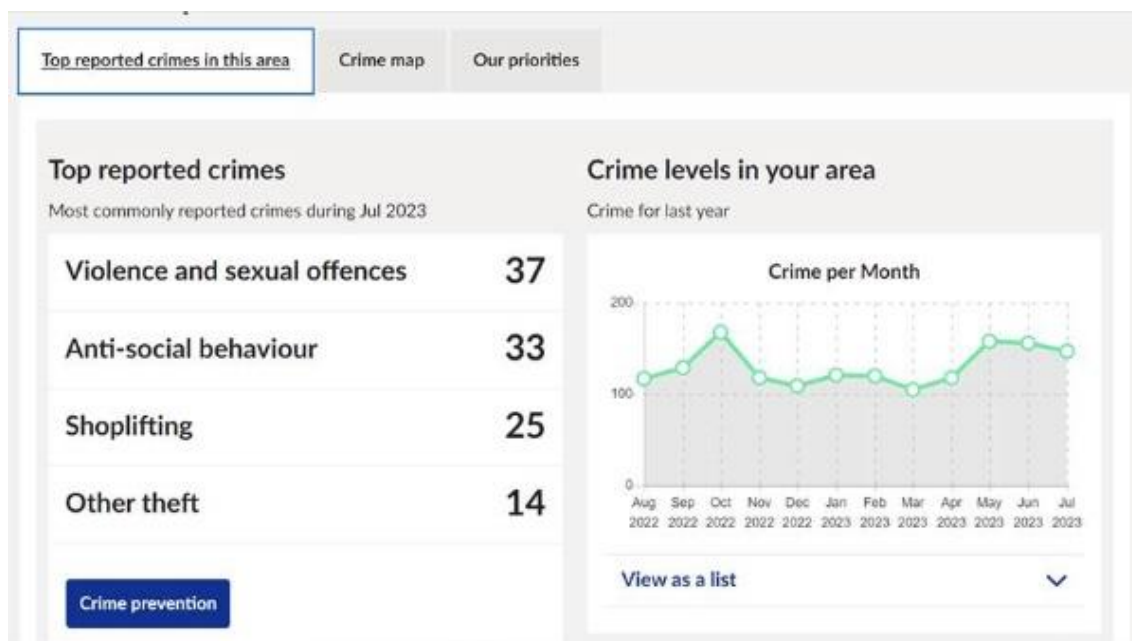 Top reported crimes in this area
Crime map
Our priorities
Top reported crimes
Most commonly reported crimes during Jul 2023
Violence and sexual offences 37
Anti-social behaviour 33
Shoplifting 25
Other theft 14
Crime prevention
Crime levels in your area
Crime for last year
Crime per Month
200
100
0
Aug Sep Oct Nov Dec Jan Feb Mar Apr May Jun Jul
2022 2022 2022 2022 2022 2023 2023 2023 2023 2023 2023 2023
View as a list